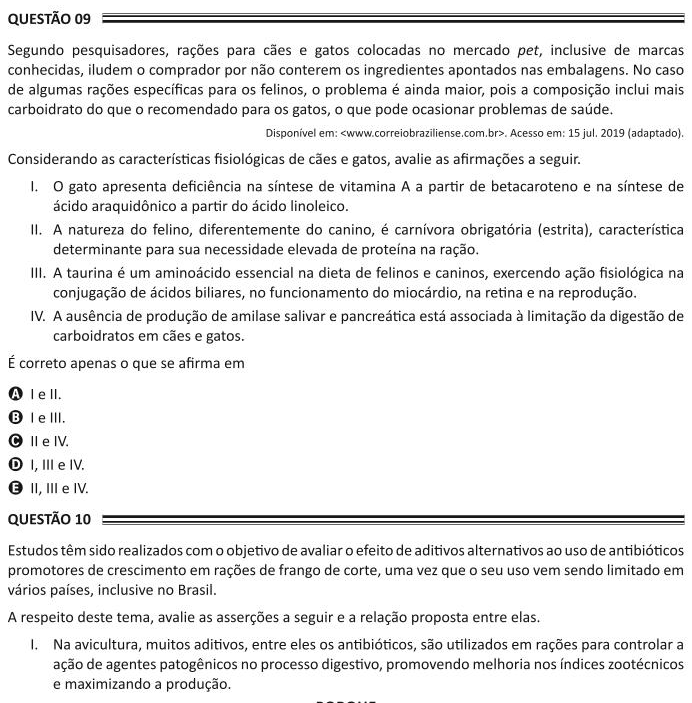 QUESTÃO 09
Segundo pesquisadores, rações para cães e gatos colocadas no mercado pet, inclusive de marcas
conhecidas, iludem o comprador por não conterem os ingredientes apontados nas embalagens. No caso
de algumas rações específicas para os felinos, o problema é ainda maior, pois a composição inclui mais
carboidrato do que o recomendado para os gatos, o que pode ocasionar problemas de saúde.
Disponível em: <www.correiobraziliense.com.br>. Acesso em: 15 jul. 2019 (adaptado).
Considerando as características fisiológicas de cães e gatos, avalie as afirmações a seguir.
I. O gato apresenta deficiência na síntese de vitamina A a partir de betacaroteno e na síntese de
ácido araquidônico a partir do ácido linoleico.
II. A natureza do felino, diferentemente do canino, é carnívora obrigatória (estrita), característica
determinante para sua necessidade elevada de proteína na ração.
III. A taurina é um aminoácido essencial na dieta de felinos e caninos, exercendo ação fisiológica na
conjugação de ácidos biliares, no funcionamento do miocárdio, na retina e na reprodução.
IV. A ausência de produção de amilase salivar e pancreática está associada à limitação da digestão de
carboidratos em cães e gatos.
É correto apenas o que se afirma em
A I e II.
B I e III.
C II e IV.
D I, III e IV.
E II, III e IV.
QUESTÃO 10
Estudos têm sido realizados com o objetivo de avaliar o efeito de aditivos alternativos ao uso de antibióticos
promotores de crescimento em rações de frango de corte, uma vez que o seu uso vem sendo limitado em
vários países, inclusive no Brasil.
A respeito deste tema, avalie as asserções a seguir e a relação proposta entre elas.
I. Na avicultura, muitos aditivos, entre eles os antibióticos, são utilizados em rações para controlar a
ação de agentes patogênicos no processo digestivo, promovendo melhoria nos índices zootécnicos
e maximizando a produção.